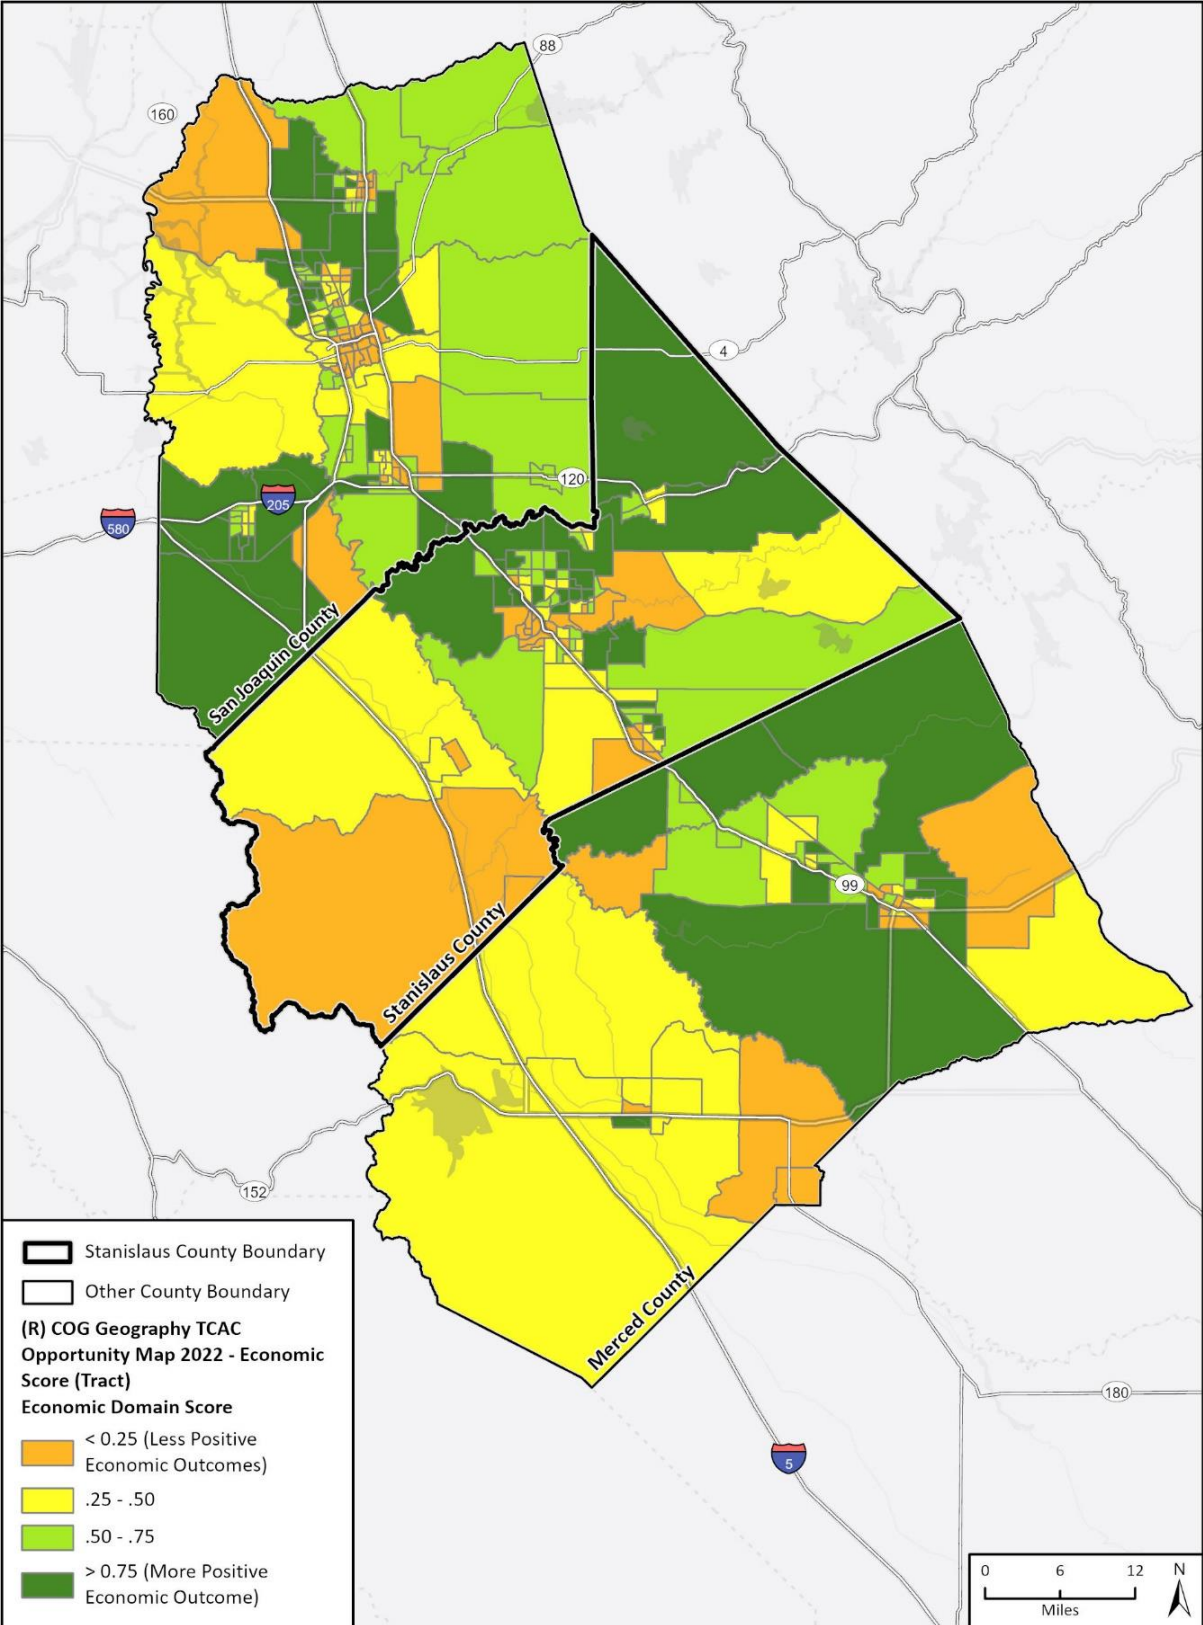 88
160
4
120
205
580
San Joaquin County
99
Stanislaus County
152
Merced County
180
5
Stanislaus County Boundary
Other County Boundary
(R) COG Geography TCAC
Opportunity Map 2022 - Economic
Score (Tract)
Economic Domain Score
< 0.25 (Less Positive
Economic Outcomes)
.25 - .50
.50 - .75
> 0.75 (More Positive
Economic Outcome)
0 6 12 N
Miles